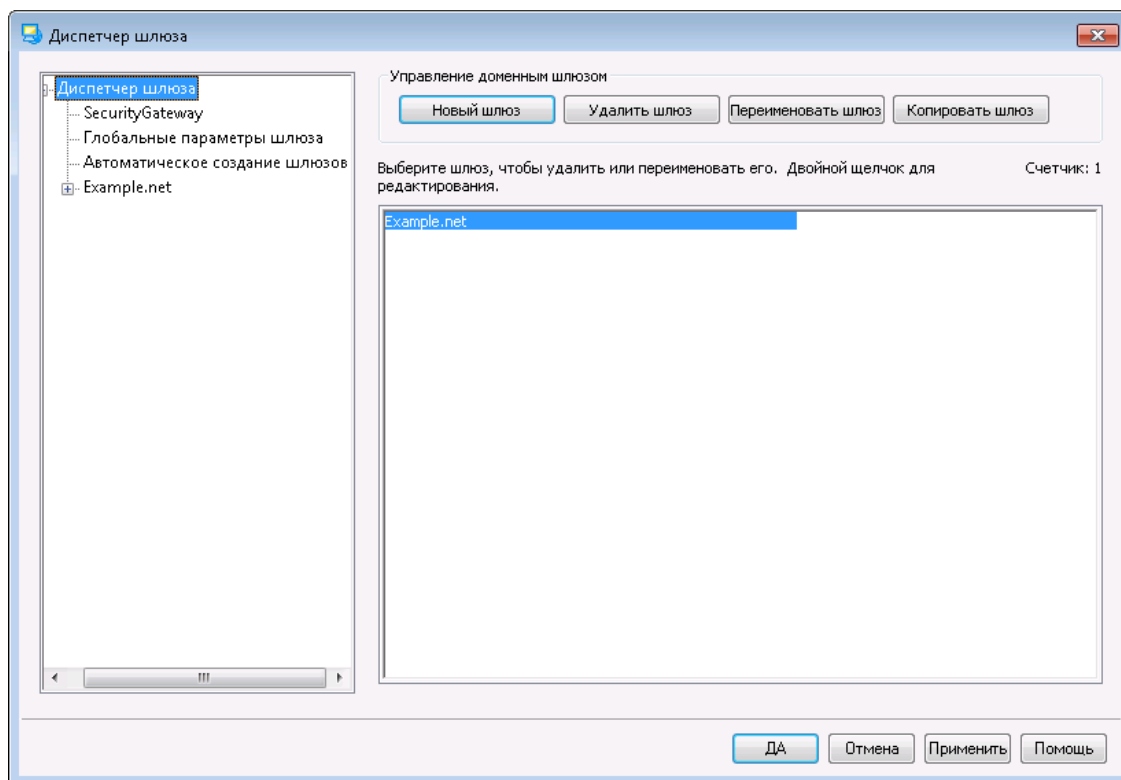 Диспетчер шлюза
Диспетчер шлюза
SecurityGateway
Глобальные параметры шлюза
Автоматическое создание шлюзов
Example.net
Управление доменным шлюзом
Новый шлюз
Удалить шлюз
Переименовать шлюз
Копировать шлюз
Выберите шлюз, чтобы удалить или переименовать его. Двойной щелчок для
редактирования.
Счетчик: 1
Example.net
ДА
Отмена
Применить
Помощь